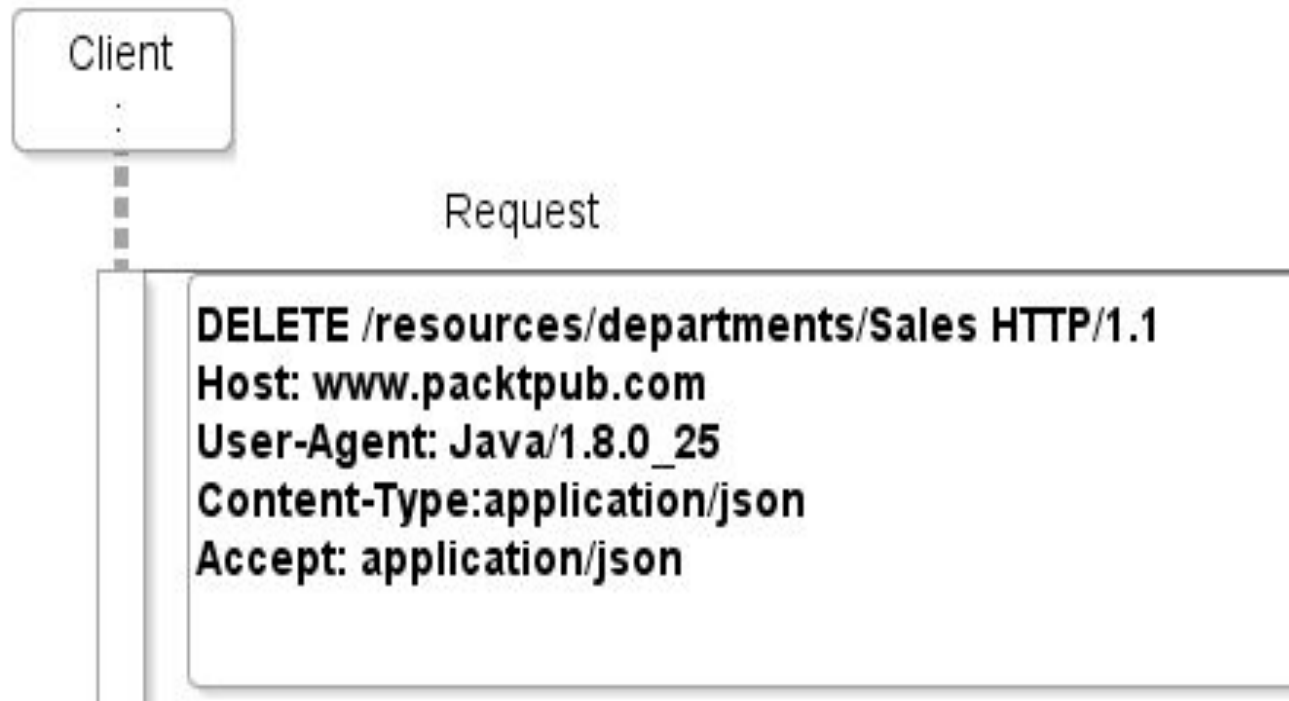 Client
:
Request
DELETE /resources/departments/Sales HTTP/1.1
Host: www.packtpub.com
User-Agent: Java/1.8.0_25
Content-Type:application/json
Accept: application/json